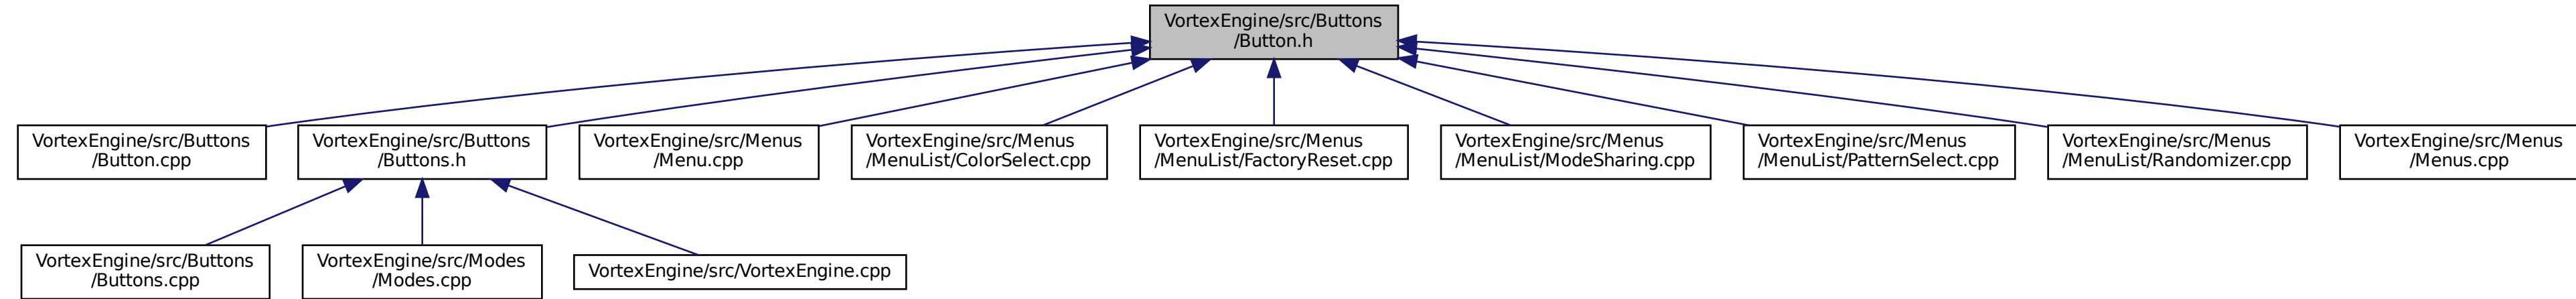 VortexEngine/src/Buttons
/Button.h
VortexEngine/src/Buttons
/Button.cpp
VortexEngine/src/Buttons
/Buttons.h
VortexEngine/src/Menus
/Menu.cpp
VortexEngine/src/Menus
/MenuList/ColorSelect.cpp
VortexEngine/src/Menus
/MenuList/FactoryReset.cpp
VortexEngine/src/Menus
/MenuList/ModeSharing.cpp
VortexEngine/src/Menus
/MenuList/PatternSelect.cpp
VortexEngine/src/Menus
/MenuList/Randomizer.cpp
VortexEngine/src/Menus
/Menus.cpp
VortexEngine/src/Buttons
/Buttons.cpp
VortexEngine/src/Modes
/Modes.cpp
VortexEngine/src/VortexEngine.cpp